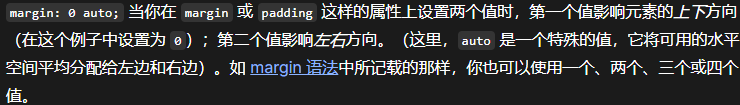 margin: 0 auto; 当你在 margin 或 padding 这样的属性上设置两个值时，第一个值影响元素的上下方向
（在这个例子中设置为 0）；第二个值影响左右方向。（这里，auto 是一个特殊的值，它将可用的水平
空间平均分配给左边和右边）。如 margin 语法中所记载的那样，你也可以使用一个、两个、三个或四个
值。